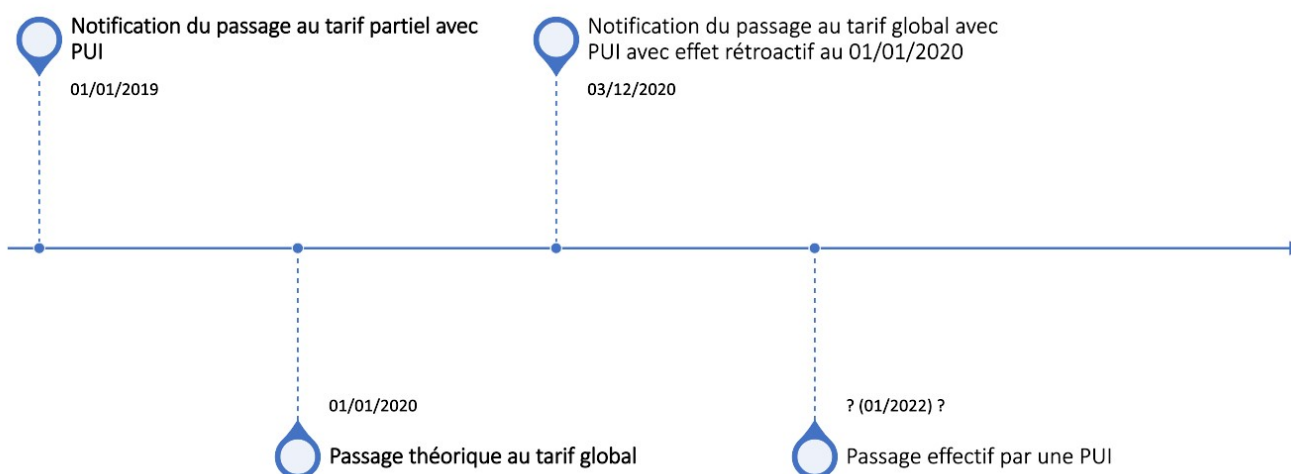 Notification du passage au tarif partiel avec
PUI
01/01/2019
Notification du passage au tarif global avec
PUI avec effet rétroactif au 01/01/2020
03/12/2020
01/01/2020
Passage théorique au tarif global
? (01/2022) ?
Passage effectif par une PUI